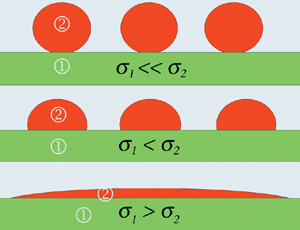 ②
① σ₁ << σ₂
②
① σ₁ < σ₂
②
① σ₁ > σ₂